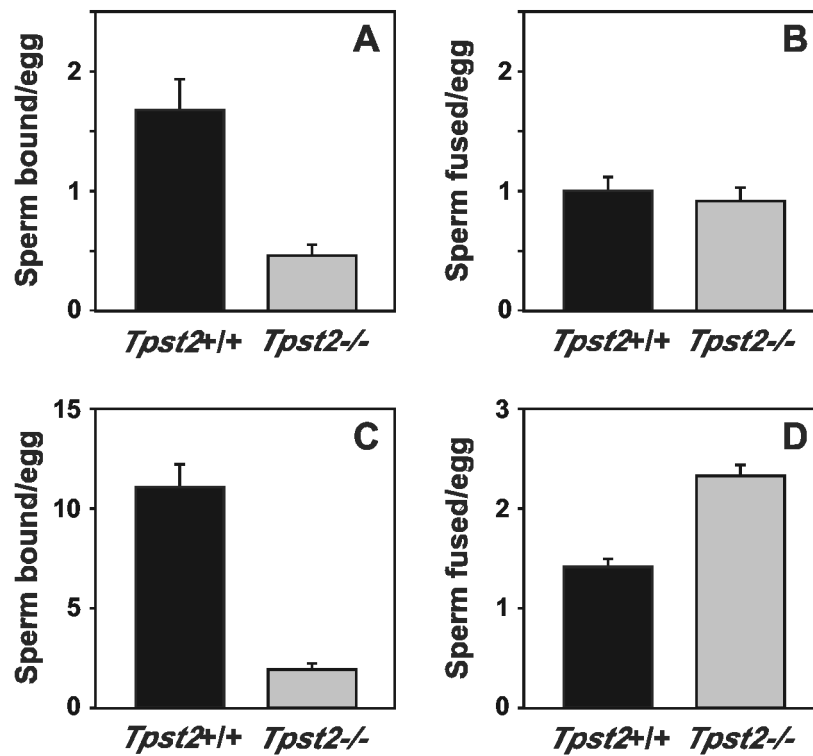 A
Sperm bound/egg
2
1
0
Tpst2+/+ Tpst2-/-
B
Sperm fused/egg
2
1
0
Tpst2+/+ Tpst2-/-
C
Sperm bound/egg
15
10
5
0
Tpst2+/+ Tpst2-/-
D
Sperm fused/egg
3
2
1
0
Tpst2+/+ Tpst2-/-